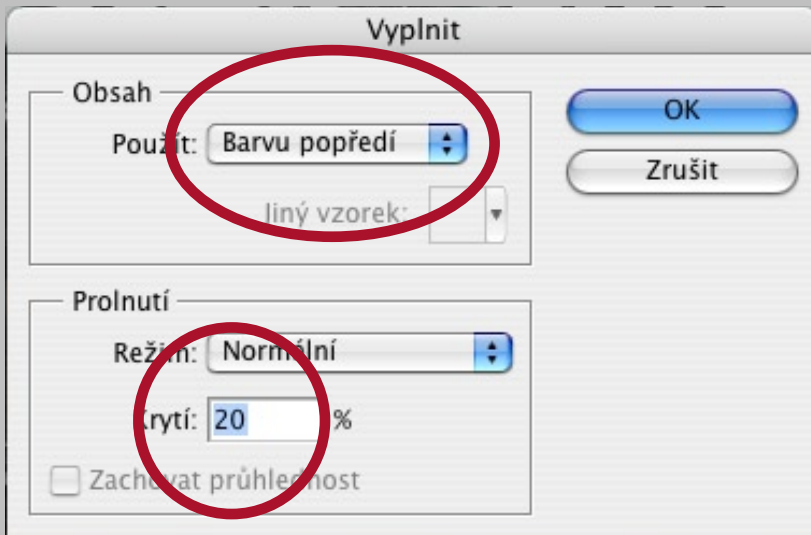 Vyplnit
Obsah
Použít: Barvu popředí
Jiný vzorek:
OK
Zrušit
Prolnutí
Režim: Normální
Krytí: 20 %
Zachovat průhlednost